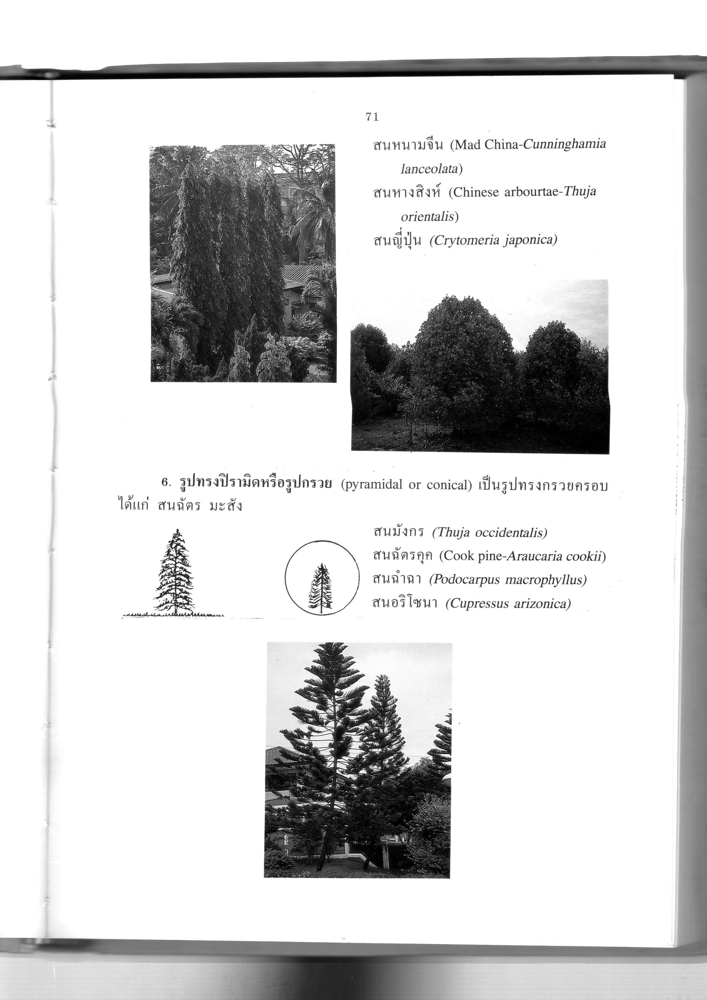 71
สนหนามจีน (Mad China-Cunninghamia
lanceolata)
สนหางสิงห์ (Chinese arbourtae-Thuja
orientalis)
สนญี่ปุ่น (Crytomeria japonica)
6. รูปทรงปิรามิดหรือรูปกรวย (pyramidal or conical) เป็นรูปทรงกรวยครอบ
ได้แก่ สนฉัตร มะสัง
สนมังกร (Thuja occidentalis)
สนฉัตรคุค (Cook pine-Araucaria cookii)
สนฉำฉา (Podocarpus macrophyllus)
สนอริโซนา (Cupressus arizonica)